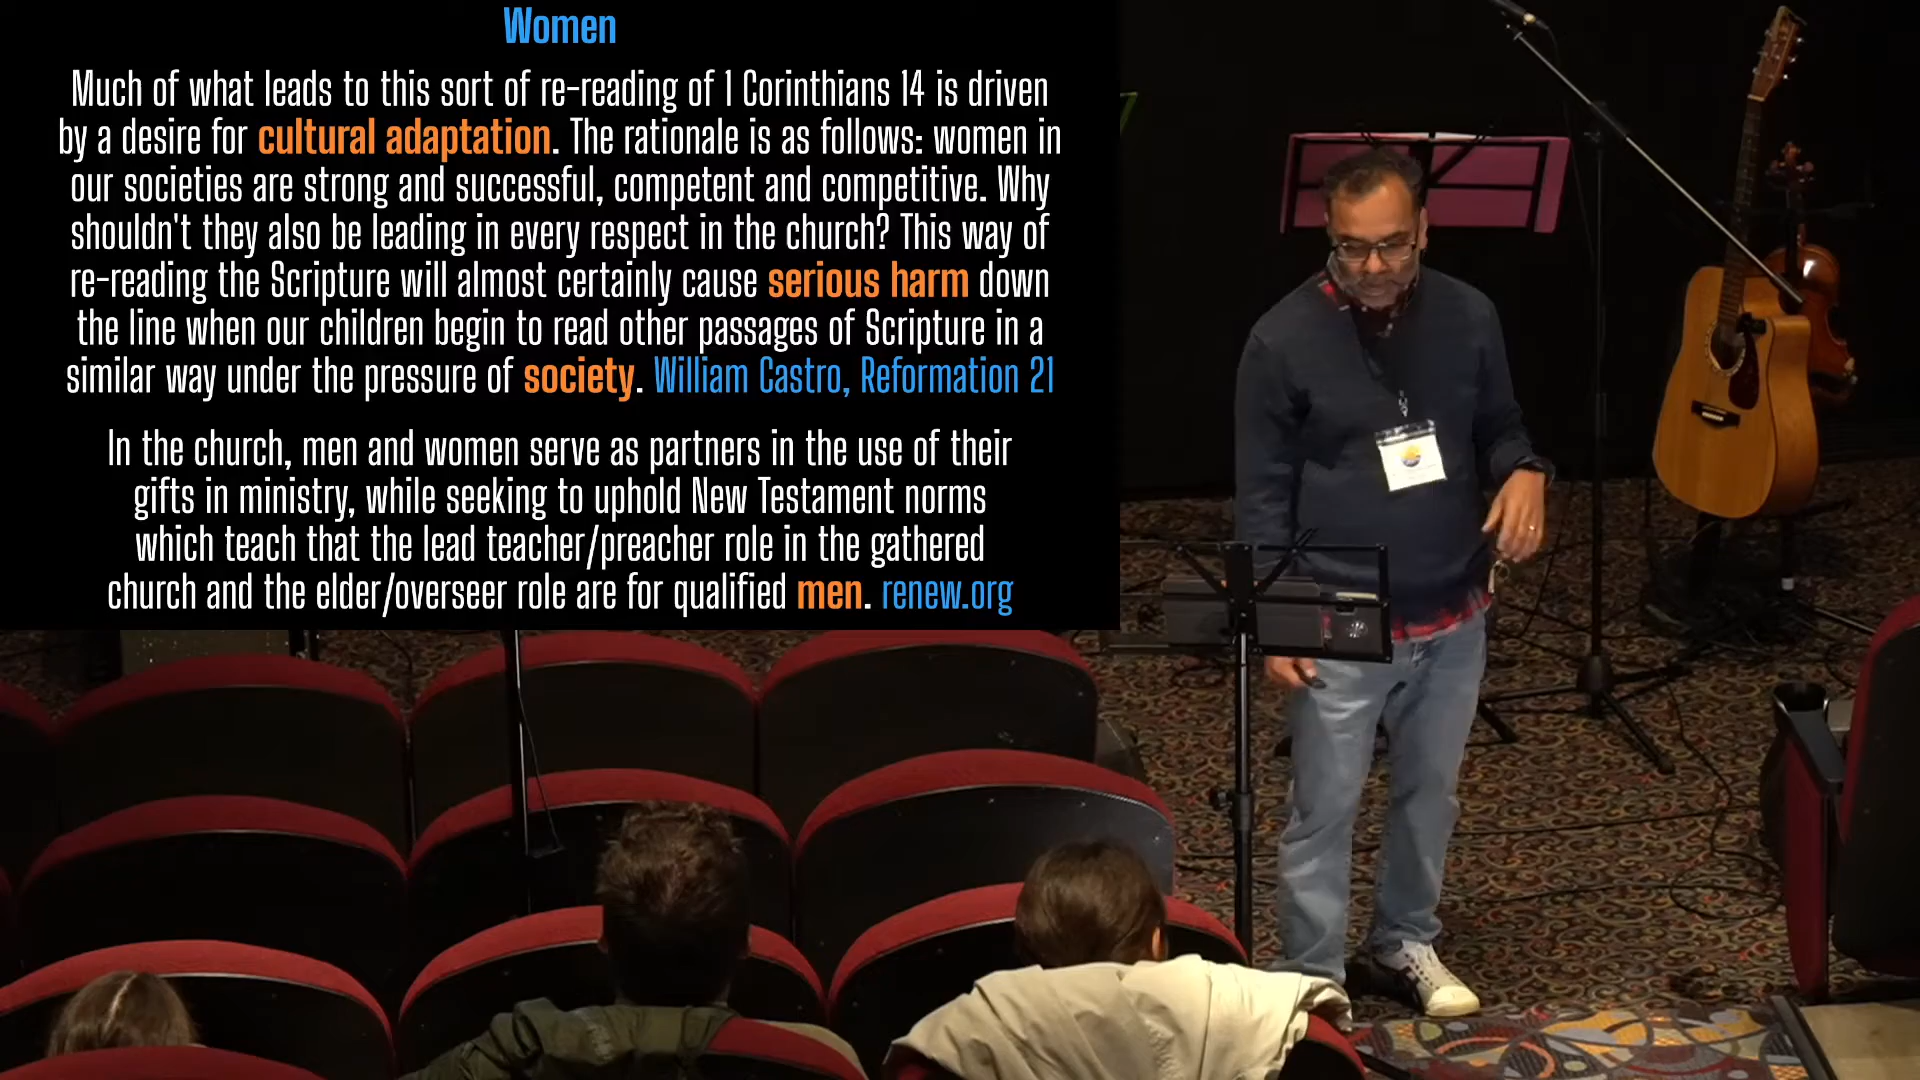 Women
Much of what leads to this sort of re-reading of 1 Corinthians 14 is driven
by a desire for cultural adaptation. The rationale is as follows: women in
our societies are strong and successful, competent and competitive. Why
shouldn't they also be leading in every respect in the church? This way of
re-reading the Scripture will almost certainly cause serious harm down
the line when our children begin to read other passages of Scripture in a
similar way under the pressure of society. William Castro, Reformation 21
In the church, men and women serve as partners in the use of their
gifts in ministry, while seeking to uphold New Testament norms
which teach that the lead teacher/preacher role in the gathered
church and the elder/overseer role are for qualified men. renew.org